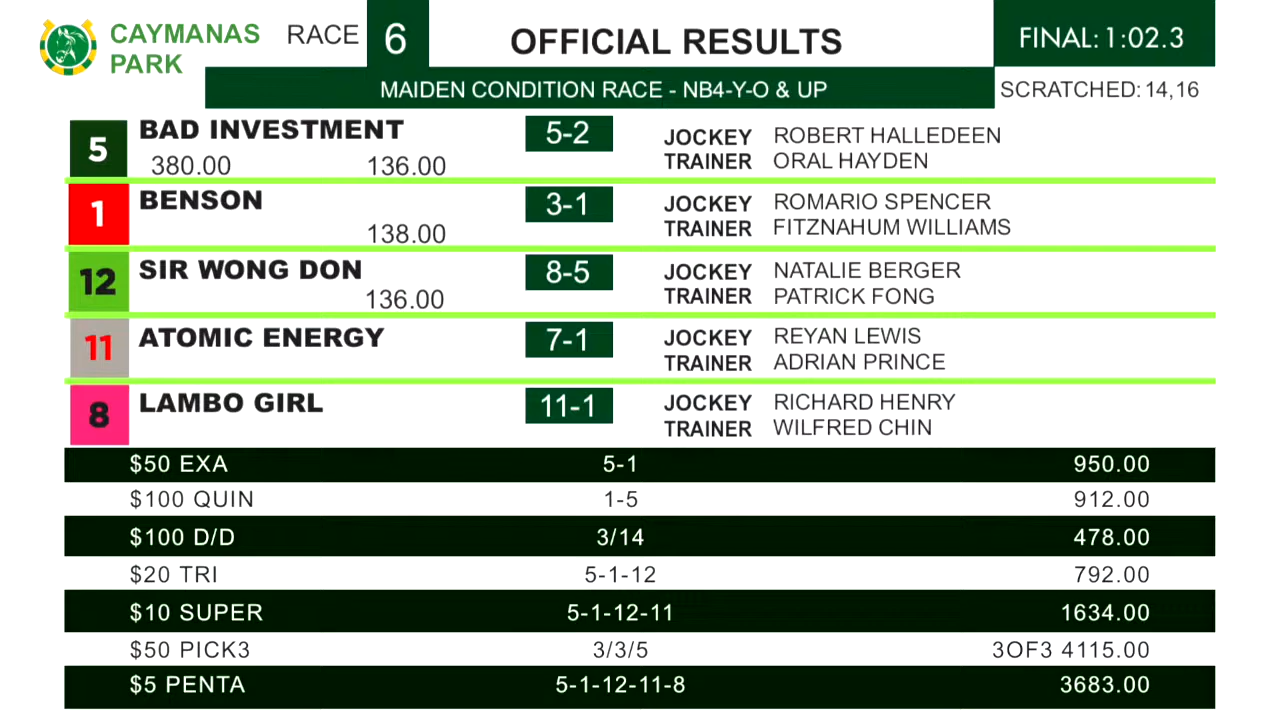 CAYMANAS PARK RACE 6 OFFICIAL RESULTS FINAL: 1:02.3
MAIDEN CONDITION RACE - NB4-Y-O & UP SCRATCHED: 14,16
5 BAD INVESTMENT 5-2 JOCKEY ROBERT HALLEDEEN
380.00 136.00 TRAINER ORAL HAYDEN
1 BENSON 3-1 JOCKEY ROMARIO SPENCER
138.00 TRAINER FITZNAHUM WILLIAMS
12 SIR WONG DON 8-5 JOCKEY NATALIE BERGER
136.00 TRAINER PATRICK FONG
11 ATOMIC ENERGY 7-1 JOCKEY REYAN LEWIS
TRAINER ADRIAN PRINCE
8 LAMBO GIRL 11-1 JOCKEY RICHARD HENRY
TRAINER WILFRED CHIN
$50 EXA 5-1 950.00
$100 QUIN 1-5 912.00
$100 D/D 3/14 478.00
$20 TRI 5-1-12 792.00
$10 SUPER 5-1-12-11 1634.00
$50 PICK3 3/3/5 3OF3 4115.00
$5 PENTA 5-1-12-11-8 3683.00